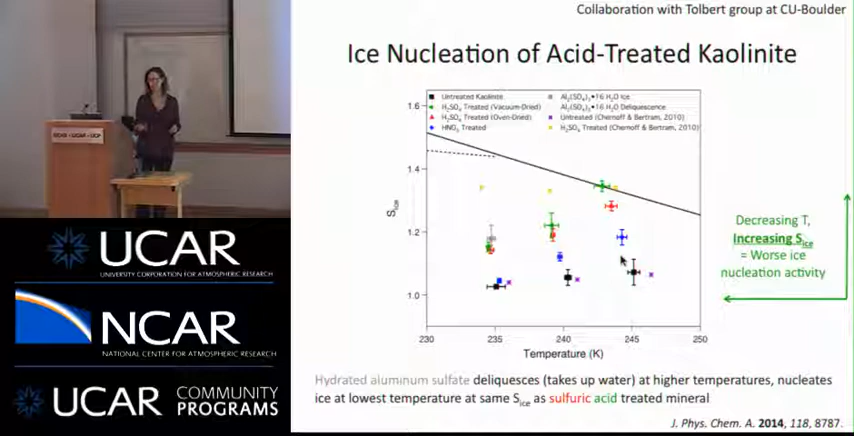 Collaboration with Tolbert group at CU-Boulder
Ice Nucleation of Acid-Treated Kaolinite
Untreated Kaolinite
H₂SO₄ Treated (Vacuum-Dried)
H₂SO₄ Treated (Oven-Dried)
HNO₃ Treated
Al₂(SO₄)₃•16 H₂O Ice
Al₂(SO₄)₃•16 H₂O Deliquescence
Untreated (Chernoff & Bertram, 2010)
H₂SO₄ Treated (Chernoff & Bertram, 2010)
1.6
1.4
1.2
1.0
Sice
230
235
240
245
250
Temperature (K)
Decreasing T,
Increasing Sice
= Worse ice
nucleation activity
Hydrated aluminum sulfate deliquesces (takes up water) at higher temperatures, nucleates
ice at lowest temperature at same Sice as sulfuric acid treated mineral
J. Phys. Chem. A. 2014, 118, 8787.
UCAR
UNIVERSITY CORPORATION FOR ATMOSPHERIC RESEARCH
NCAR
NATIONAL CENTER FOR ATMOSPHERIC RESEARCH
UCAR
COMMUNITY
PROGRAMS